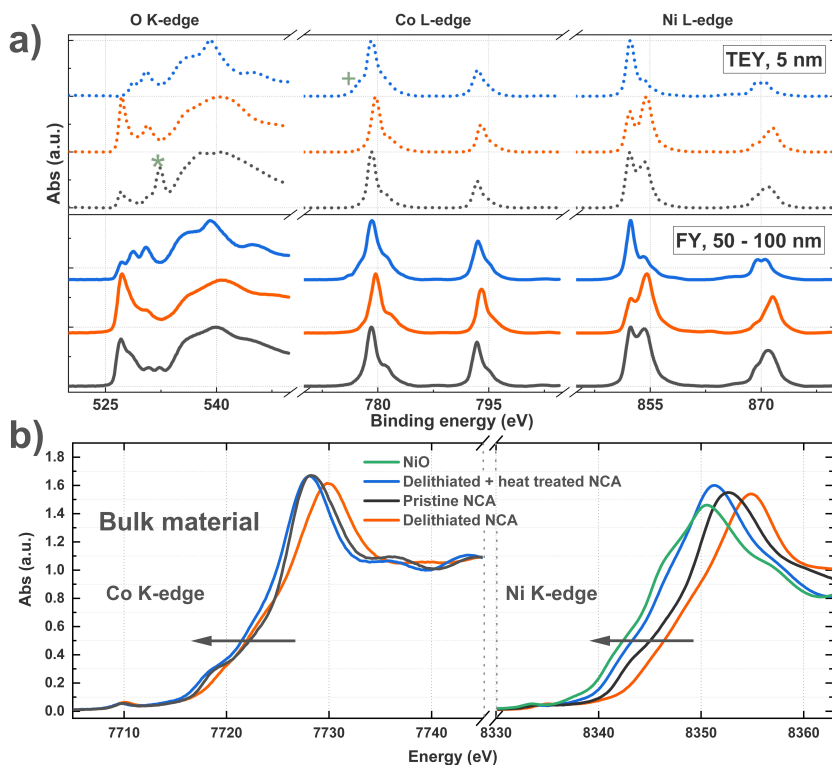 O K-edge Co L-edge Ni L-edge
a)
TEY, 5 nm
+
*
Abs (a.u.)
FY, 50 - 100 nm
525 540 780 795 855 870
Binding energy (eV)
b)
1.8
1.6
1.4
1.2
1.0
0.8
0.6
0.4
0.2
0.0
Abs (a.u.)
NiO
Delithiated + heat treated NCA
Pristine NCA
Delithiated NCA
Bulk material
Co K-edge Ni K-edge
7710 7720 7730 7740 8330 8340 8350 8360
Energy (eV)